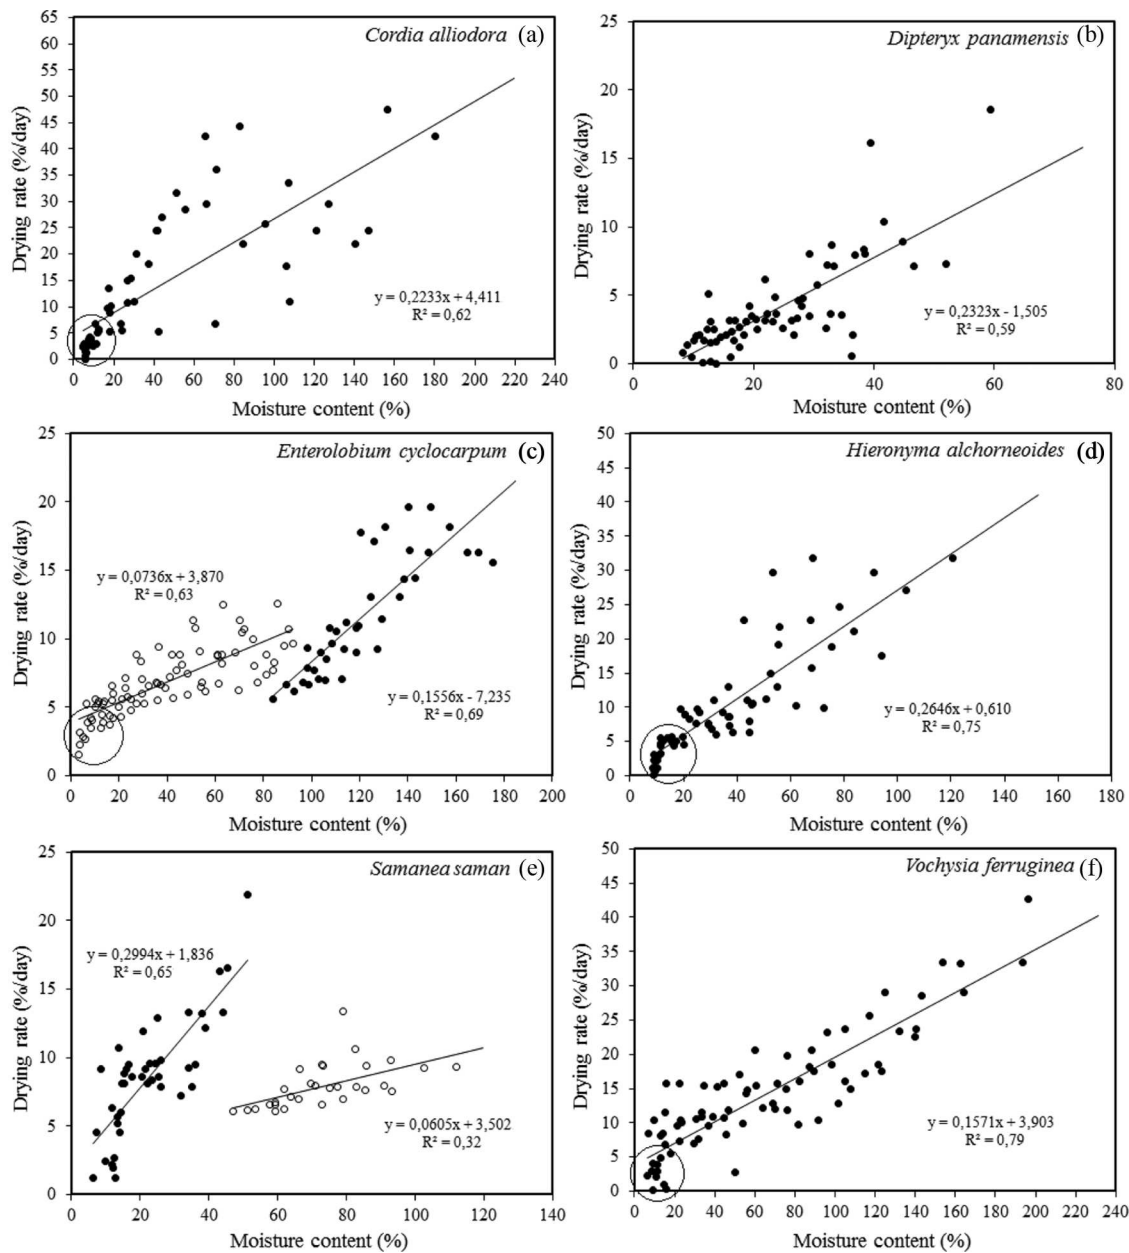 Cordia alliodora (a)
65
60
55
50
45
40
35
30
25
20
15
10
5
0
Drying rate (%/day)
y = 0,2233x + 4,411
R² = 0,62
0 20 40 60 80 100 120 140 160 180 200 220 240
Moisture content (%)
Dipteryx panamensis (b)
25
20
15
10
5
0
Drying rate (%/day)
y = 0,2323x - 1,505
R² = 0,59
0 20 40 60 80
Moisture content (%)
Enterolobium cyclocarpum (c)
25
20
15
10
5
0
Drying rate (%/day)
y = 0,0736x + 3,870
R² = 0,63
y = 0,1556x - 7,235
R² = 0,69
0 20 40 60 80 100 120 140 160 180 200
Moisture content (%)
Hieronyma alchorneoides (d)
50
45
40
35
30
25
20
15
10
5
0
Drying rate (%/day)
y = 0,2646x + 0,610
R² = 0,75
0 20 40 60 80 100 120 140 160 180
Moisture content (%)
Samanea saman (e)
25
20
15
10
5
0
Drying rate (%/day)
y = 0,2994x + 1,836
R² = 0,65
y = 0,0605x + 3,502
R² = 0,32
0 20 40 60 80 100 120 140
Moisture content (%)
Vochysia ferruginea (f)
50
45
40
35
30
25
20
15
10
5
0
Drying rate (%/day)
y = 0,1571x + 3,903
R² = 0,79
0 20 40 60 80 100 120 140 160 180 200 220 240
Moisture content (%)